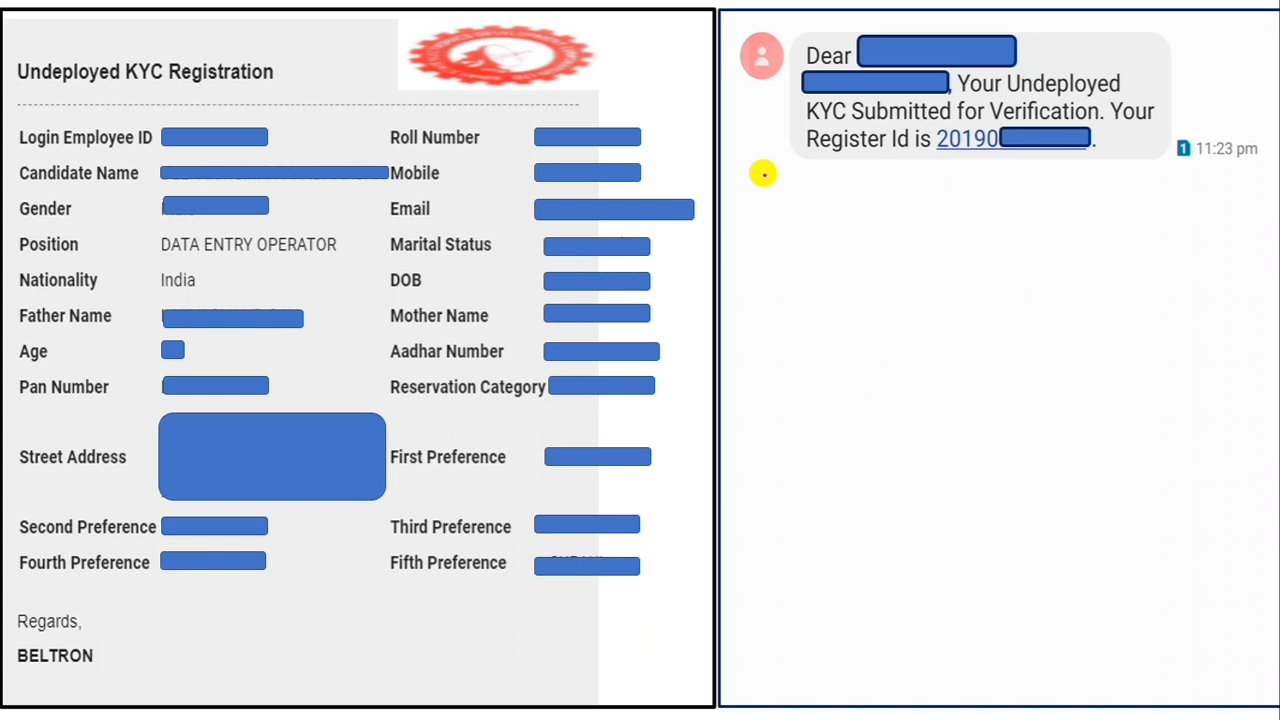 Undeployed KYC Registration
Login Employee ID Roll Number
Candidate Name Mobile
Gender Email
Position DATA ENTRY OPERATOR Marital Status
Nationality India DOB
Father Name Mother Name
Age Aadhar Number
Pan Number Reservation Category
Street Address First Preference
Second Preference Third Preference
Fourth Preference Fifth Preference
Regards,
BELTRON
Dear
, Your Undeployed
KYC Submitted for Verification. Your
Register Id is 20190 .
1 11:23 pm